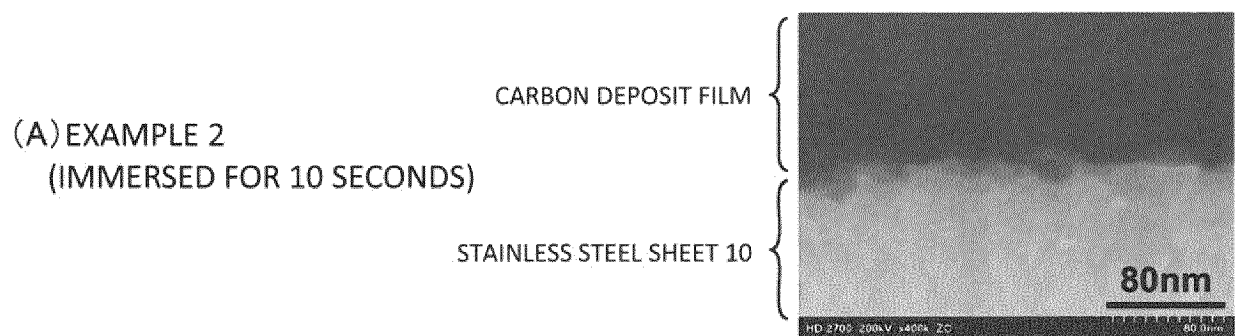 CARBON DEPOSIT FILM
(A) EXAMPLE 2
(IMMERSED FOR 10 SECONDS)
STAINLESS STEEL SHEET 10
80nm
HD-2700 200kV x400k ZC 80.0nm